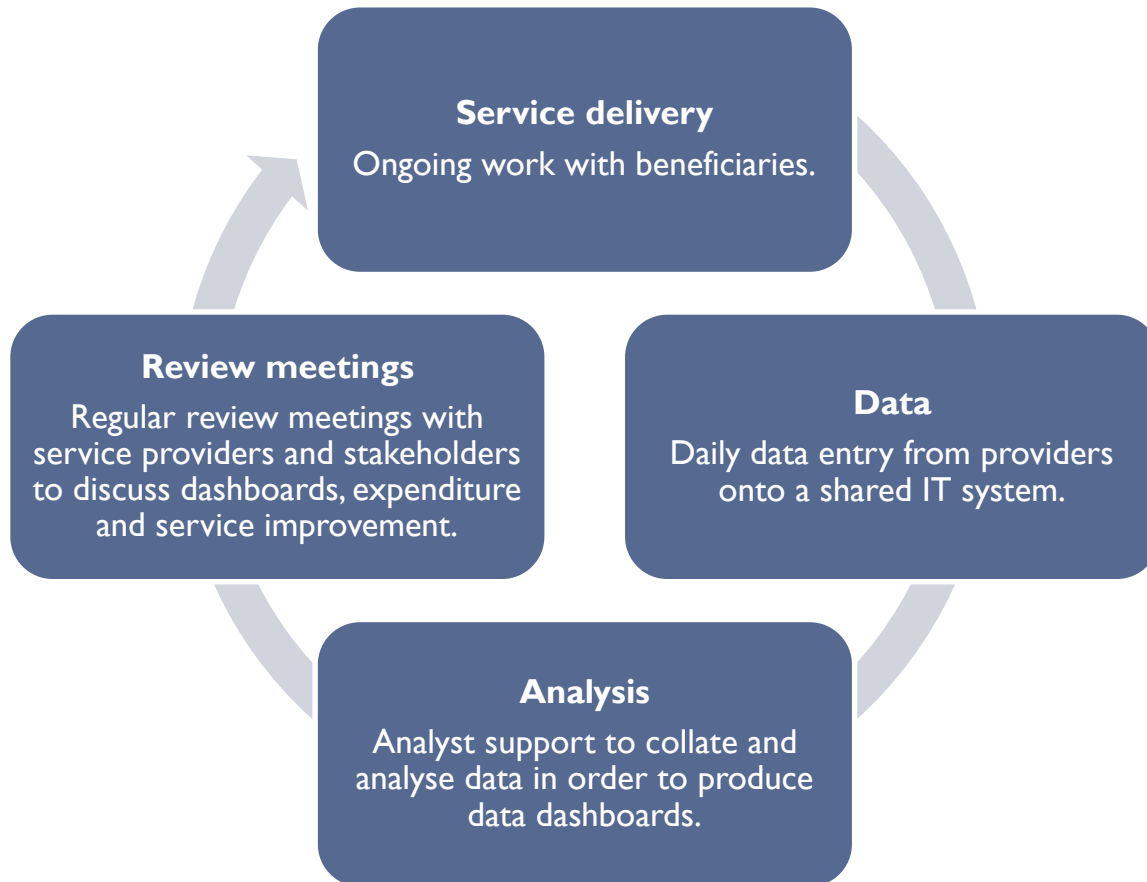 Service delivery
Ongoing work with beneficiaries.
Data
Daily data entry from providers
onto a shared IT system.
Analysis
Analyst support to collate and
analyse data in order to produce
data dashboards.
Review meetings
Regular review meetings with
service providers and stakeholders
to discuss dashboards, expenditure
and service improvement.